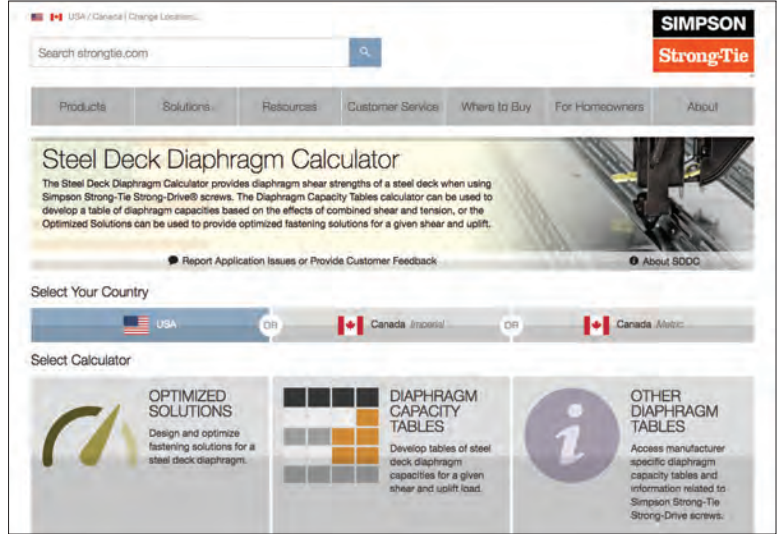 USA / Canada | Change Location...
SIMPSON
Strong-Tie
Search strongtie.com
Products
Solutions
Resources
Customer Service
Where to Buy
For Homeowners
About
Steel Deck Diaphragm Calculator
The Steel Deck Diaphragm Calculator provides diaphragm shear strengths of a steel deck when using
Simpson Strong-Tie Strong-Drive® screws. The Diaphragm Capacity Tables calculator can be used to
develop a table of diaphragm capacities based on the effects of combined shear and tension, or the
Optimized Solutions can be used to provide optimized fastening solutions for a given shear and uplift.
Report Application Issues or Provide Customer Feedback
About SDDC
Select Your Country
USA
OR
Canada Imperial
OR
Canada Metric
Select Calculator
OPTIMIZED
SOLUTIONS
Design and optimize
fastening solutions for a
steel deck diaphragm.
DIAPHRAGM
CAPACITY
TABLES
Develop tables of steel
deck diaphragm
capacities for a given
shear and uplift load.
i
OTHER
DIAPHRAGM
TABLES
Access manufacturer
specific diaphragm
capacity tables and
information related to
Simpson Strong-Tie
Strong-Drive screws.